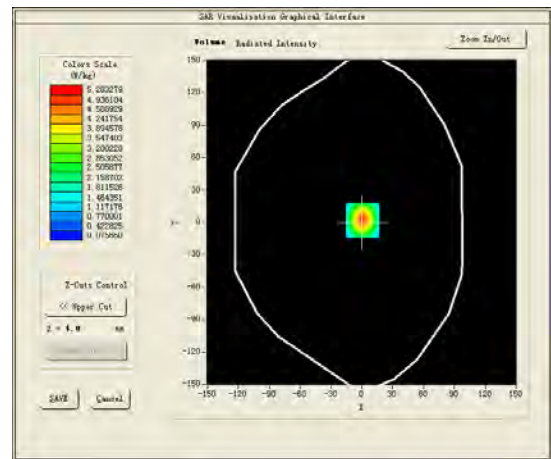 SAR Visualisation Graphical Interface
Volume Radiated Intensity
Zoom In/Out
Colors Scale
(W/kg)
5.283279
4.936104
4.588929
4.241754
3.894578
3.547403
3.200228
2.853052
2.505877
2.158702
1.811526
1.464351
1.117176
0.770001
0.422825
0.075650
150
120
90
60
30
0
-30
-60
-90
-120
-150
Y
-150 -120 -90 -60 -30 0 30 60 90 120 150
X
Z-Cuts Control
<< Upper Cut
Z = 4.0 mm
SAVE
Cancel